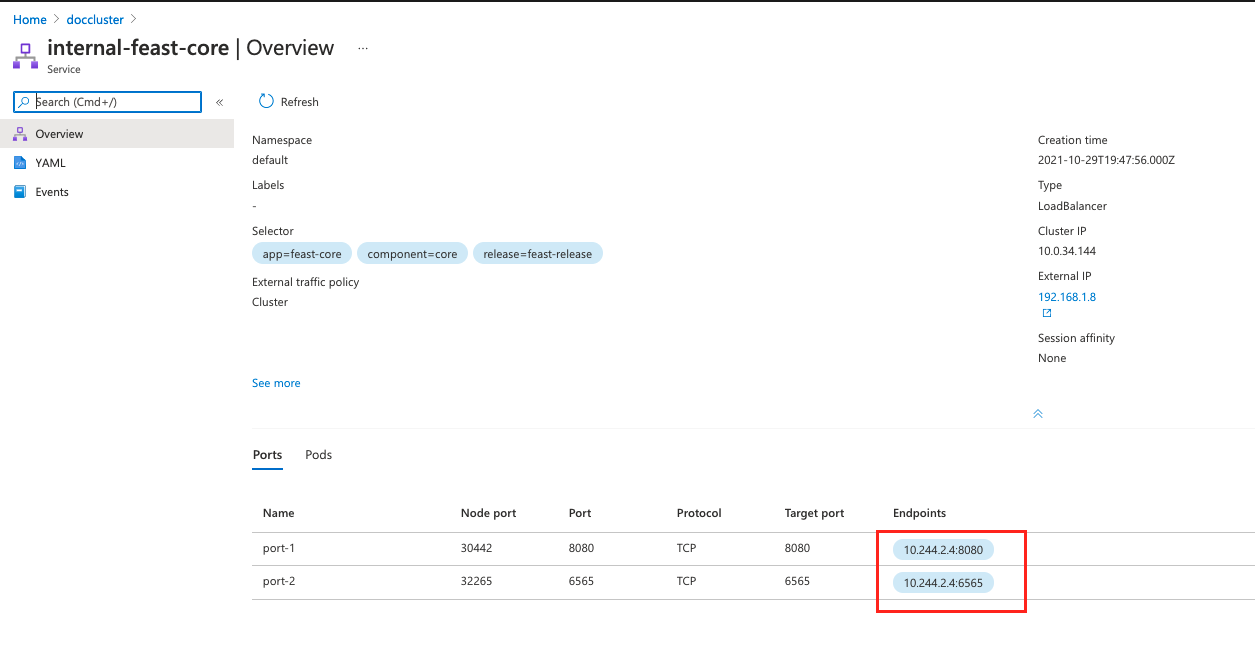 Home > doccluster >
internal-feast-core | Overview ...
Service
Search (Cmd+/) «
Overview
YAML
Events
Refresh
Namespace
default
Labels
-
Selector
app=feast-core component=core release=feast-release
External traffic policy
Cluster
See more
Creation time
2021-10-29T19:47:56.000Z
Type
LoadBalancer
Cluster IP
10.0.34.144
External IP
192.168.1.8
Session affinity
None
Ports Pods
Name Node port Port Protocol Target port Endpoints
port-1 30442 8080 TCP 8080 10.244.2.4:8080
port-2 32265 6565 TCP 6565 10.244.2.4:6565